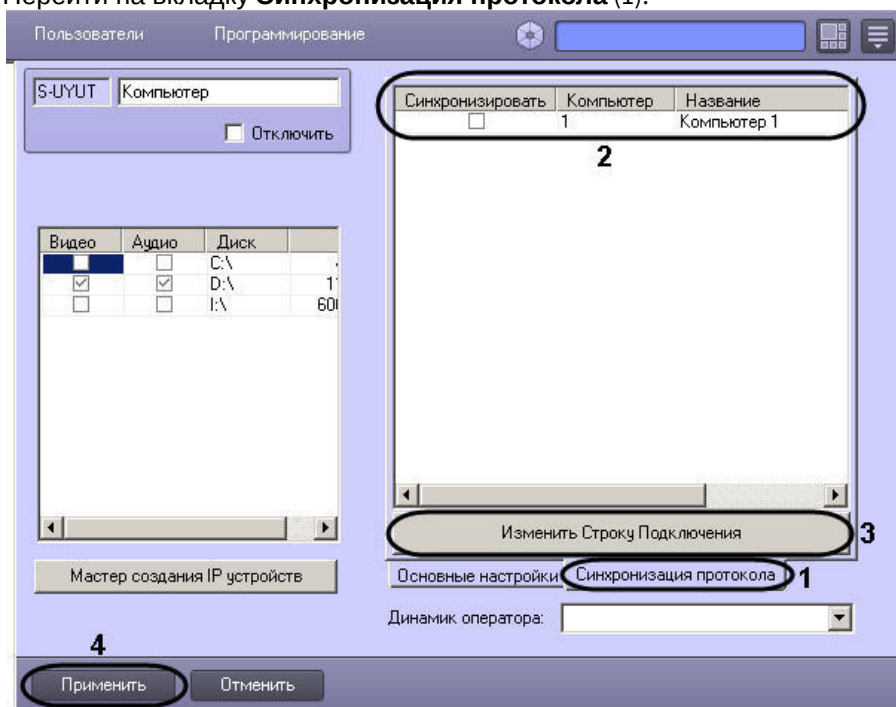 Перейти на вкладку Синхронизация протокола (1).
Пользователи Программирование
S-UYUT Компьютер
Отключить
Синхронизировать Компьютер Название
1 Компьютер 1
2
Видео Аудио Диск
C:\
D:\ 1
I:\ 60
Изменить Строку Подключения 3
Мастер создания IP устройств
Основные настройки Синхронизация протокола 1
Динамик оператора:
4
Применить Отменить